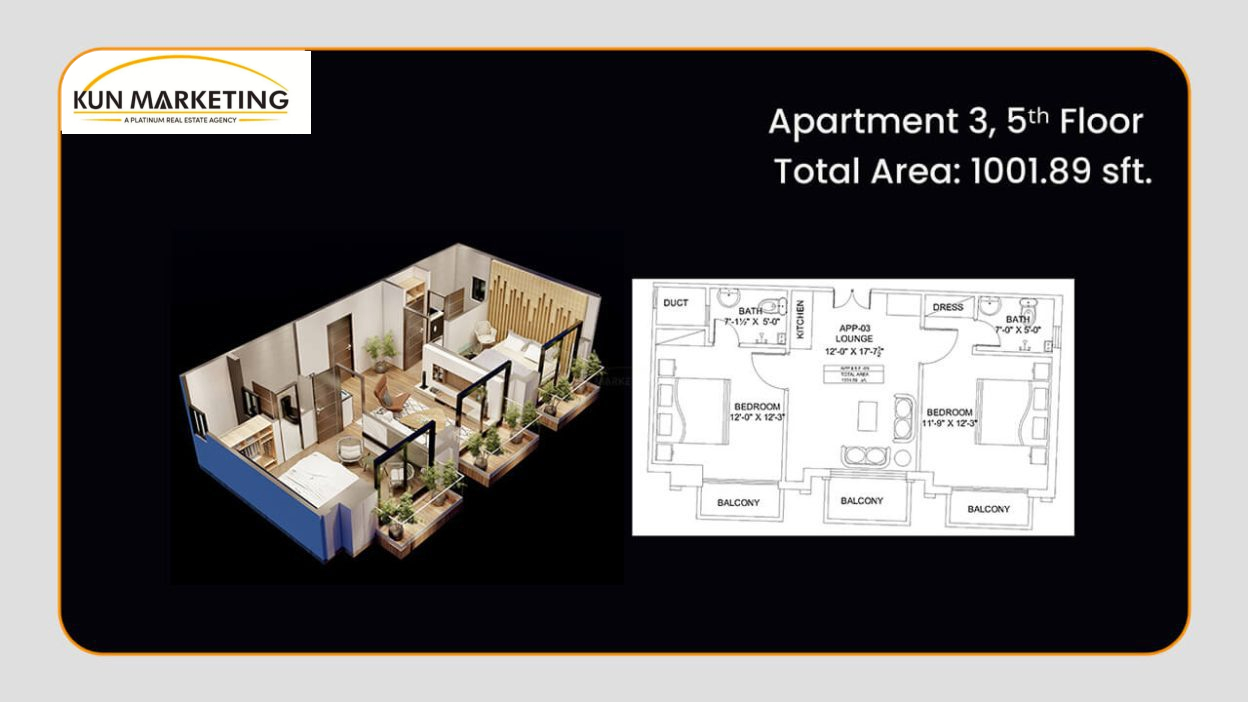 KUN MARKETING
A PLATINUM REAL ESTATE AGENCY
Apartment 3, 5th Floor
Total Area: 1001.89 sft.
DUCT
BATH
7'-1½" X 5'-0"
KITCHEN
APP-03
LOUNGE
12'-0" X 17'-7½"
TOTAL AREA
DRESS
BATH
7'-0" X 5'-0"
BEDROOM
12'-0" X 12'-3"
BEDROOM
11'-9" X 12'-3"
BALCONY
BALCONY
BALCONY